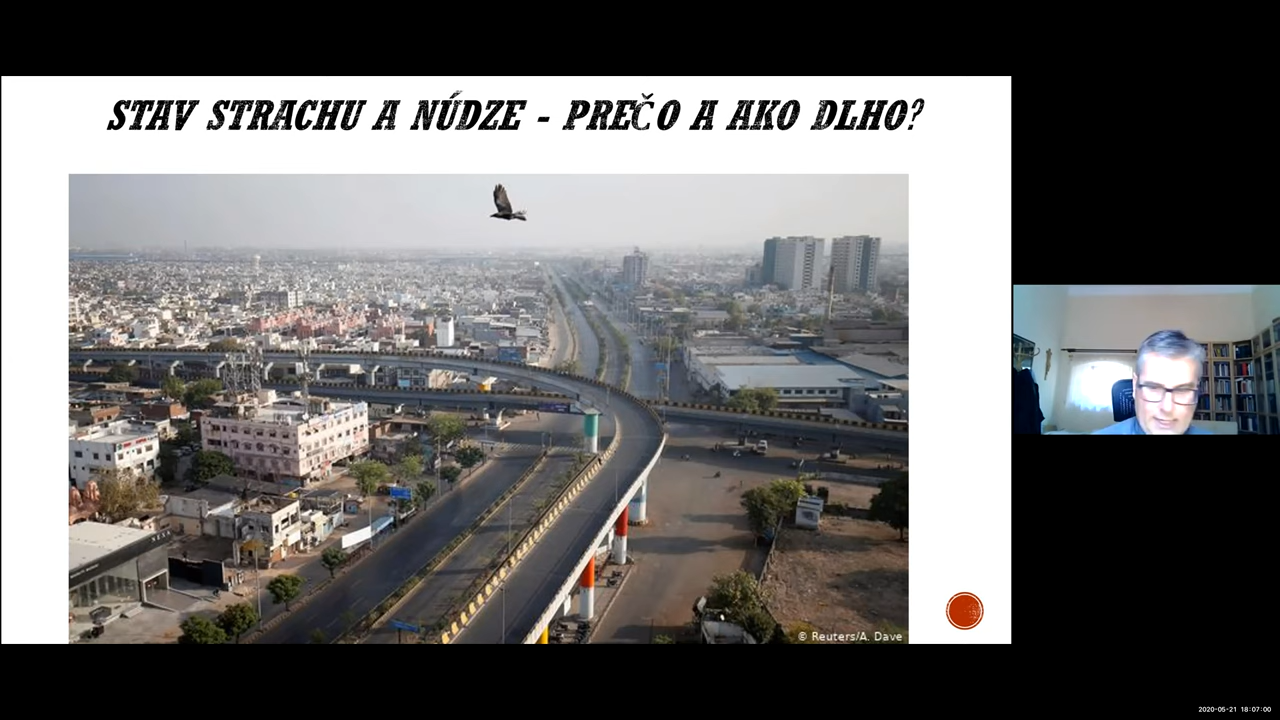 STAV STRACHU A NÚDZE - PREČO A AKO DLHO?
© Reuters/A. Dave
2020-05-21 18:07:00